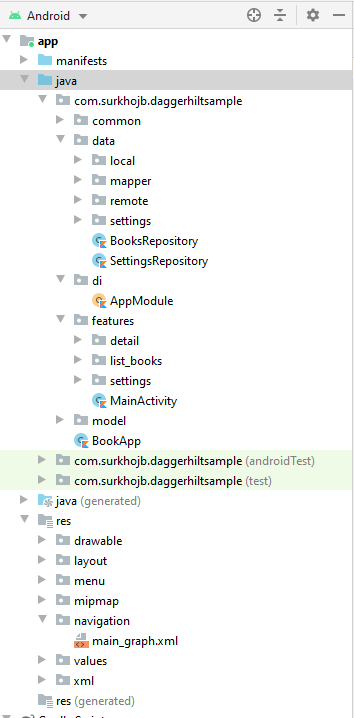 Android
app
manifests
java
com.surkhojb.daggerhiltsample
common
data
local
mapper
remote
settings
BooksRepository
SettingsRepository
di
AppModule
features
detail
list_books
settings
MainActivity
model
BookApp
com.surkhojb.daggerhiltsample (androidTest)
com.surkhojb.daggerhiltsample (test)
java (generated)
res
drawable
layout
menu
mipmap
navigation
main_graph.xml
values
xml
res (generated)